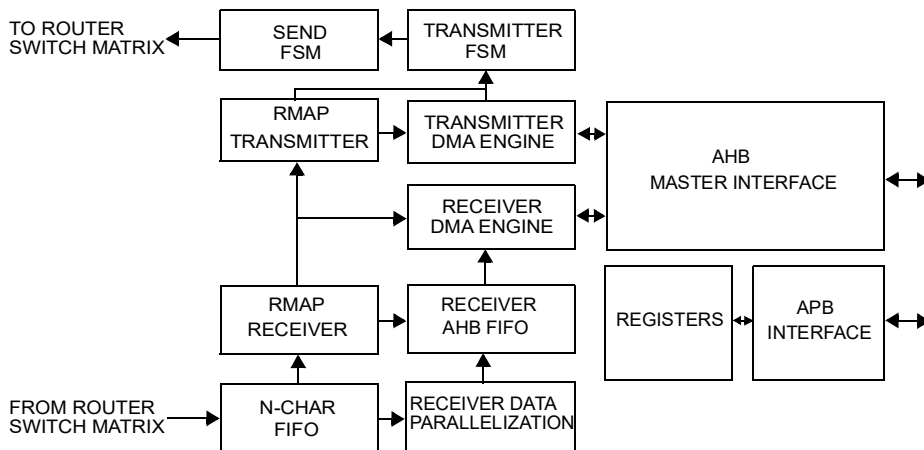 TO ROUTER
SWITCH MATRIX
SEND
FSM
TRANSMITTER
FSM
RMAP
TRANSMITTER
TRANSMITTER
DMA ENGINE
AHB
MASTER INTERFACE
RECEIVER
DMA ENGINE
RMAP
RECEIVER
RECEIVER
AHB FIFO
REGISTERS
APB
INTERFACE
FROM ROUTER
SWITCH MATRIX
N-CHAR
FIFO
RECEIVER DATA
PARALLELIZATION